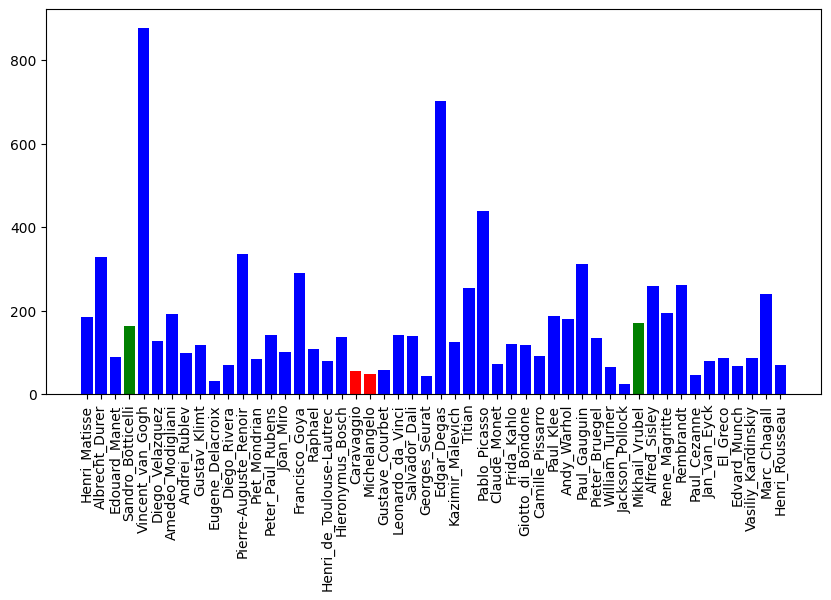 800
600
400
200
0
Henri_Matisse
Albrecht_Durer
Edouard_Manet
Sandro_Botticelli
Vincent_van_Gogh
Diego_Velazquez
Amedeo_Modigliani
Andrei_Rublev
Gustav_Klimt
Eugene_Delacroix
Diego_Rivera
Pierre-Auguste_Renoir
Piet_Mondrian
Peter_Paul_Rubens
Joan_Miro
Francisco_Goya
Raphael
Henri_de_Toulouse-Lautrec
Hieronymus_Bosch
Caravaggio
Michelangelo
Gustave_Courbet
Leonardo_da_Vinci
Salvador_Dali
Georges_Seurat
Edgar_Degas
Kazimir_Malevich
Titian
Pablo_Picasso
Claude_Monet
Frida_Kahlo
Giotto_di_Bondone
Camille_Pissarro
Paul_Klee
Andy_Warhol
Paul_Gauguin
Pieter_Bruegel
William_Turner
Jackson_Pollock
Mikhail_Vrubel
Alfred_Sisley
Rene_Magritte
Rembrandt
Paul_Cezanne
Jan_van_Eyck
El_Greco
Edvard_Munch
Vasiliy_Kandinskiy
Marc_Chagall
Henri_Rousseau